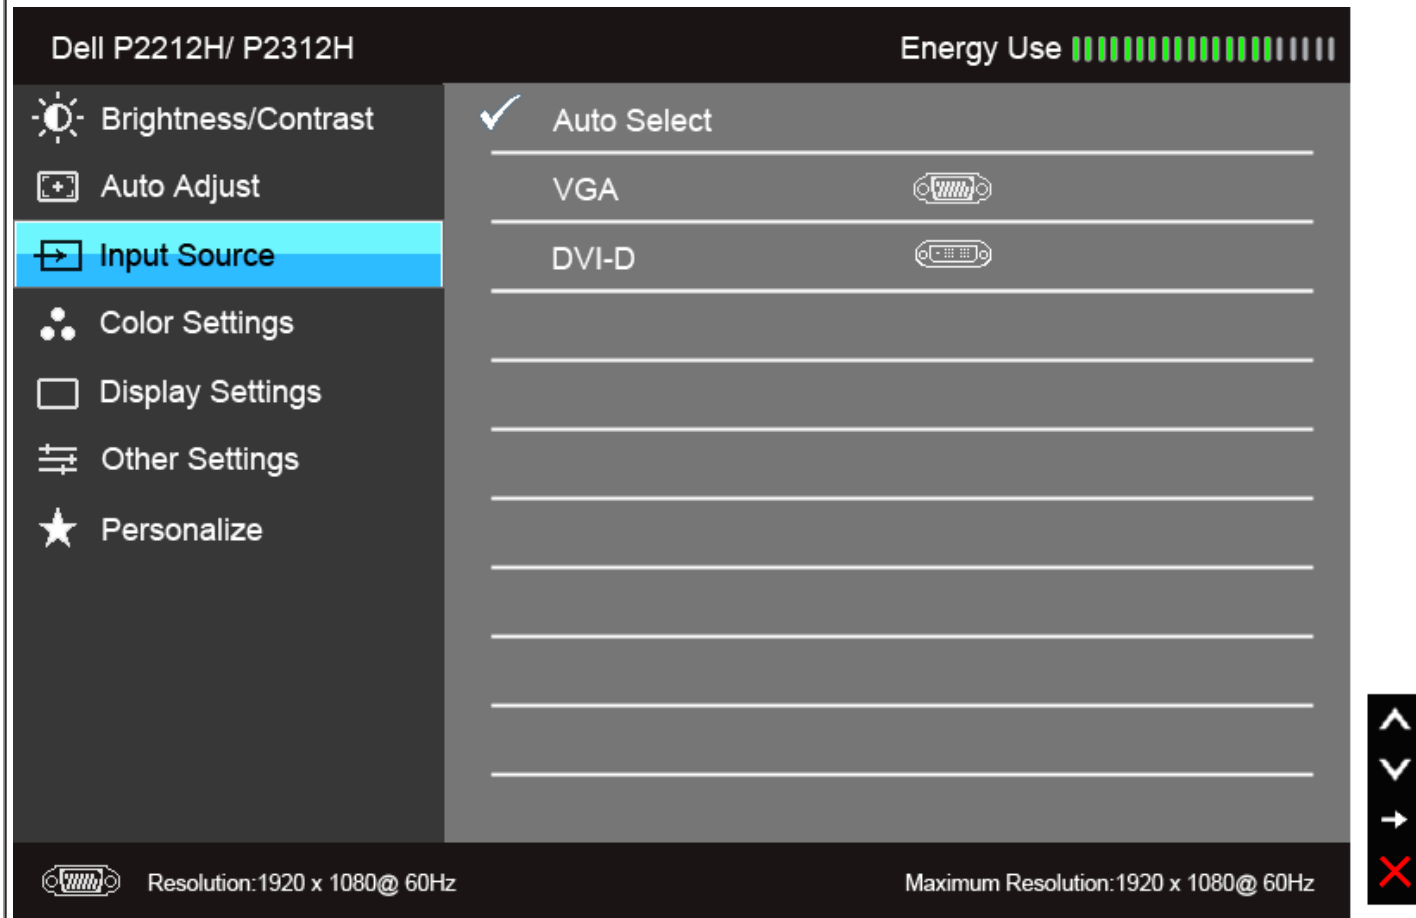 Dell P2212H/ P2312H
Energy Use
Brightness/Contrast
Auto Adjust
Input Source
Color Settings
Display Settings
Other Settings
Personalize
Auto Select
VGA
DVI-D
Resolution:1920 x 1080@ 60Hz
Maximum Resolution:1920 x 1080@ 60Hz